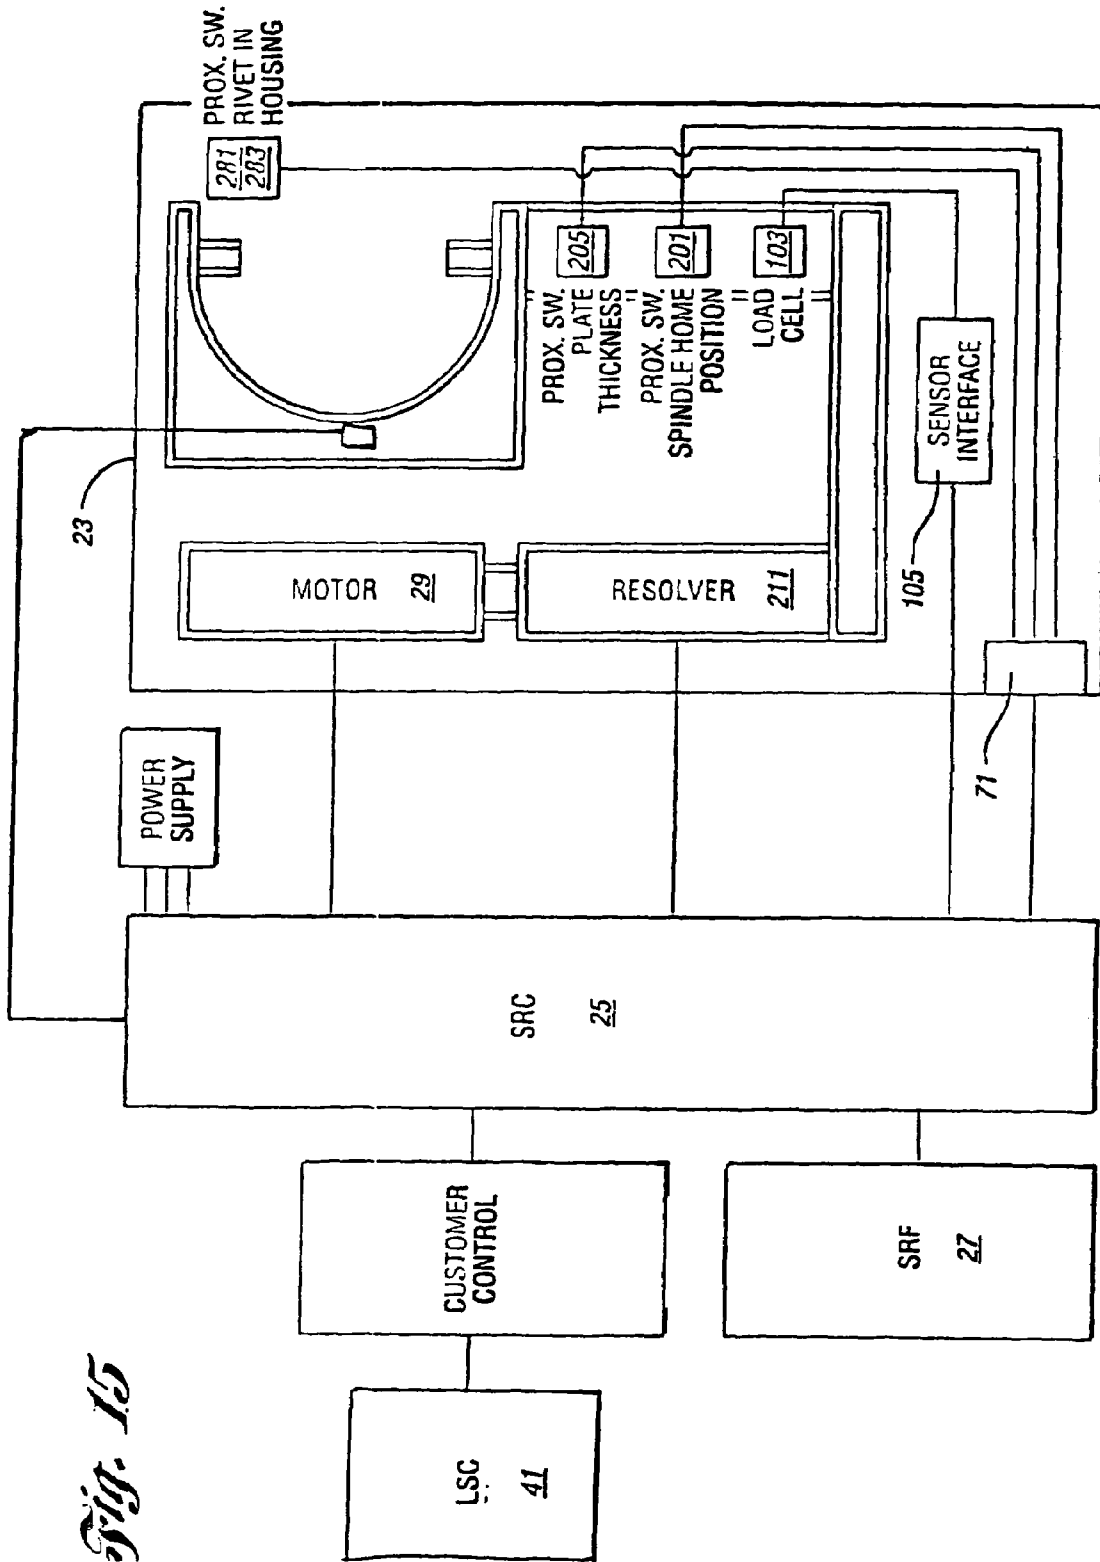 Fig. 15
LSC
41
CUSTOMER
CONTROL
SRF
27
SRC
25
POWER
SUPPLY
23
MOTOR 29
RESOLVER 211
71
105
SENSOR
INTERFACE
PROX. SW.
RIVET IN
HOUSING
281
283
PROX. SW.
PLATE
THICKNESS
205
PROX. SW.
SPINDLE HOME
POSITION
201
LOAD
CELL
103